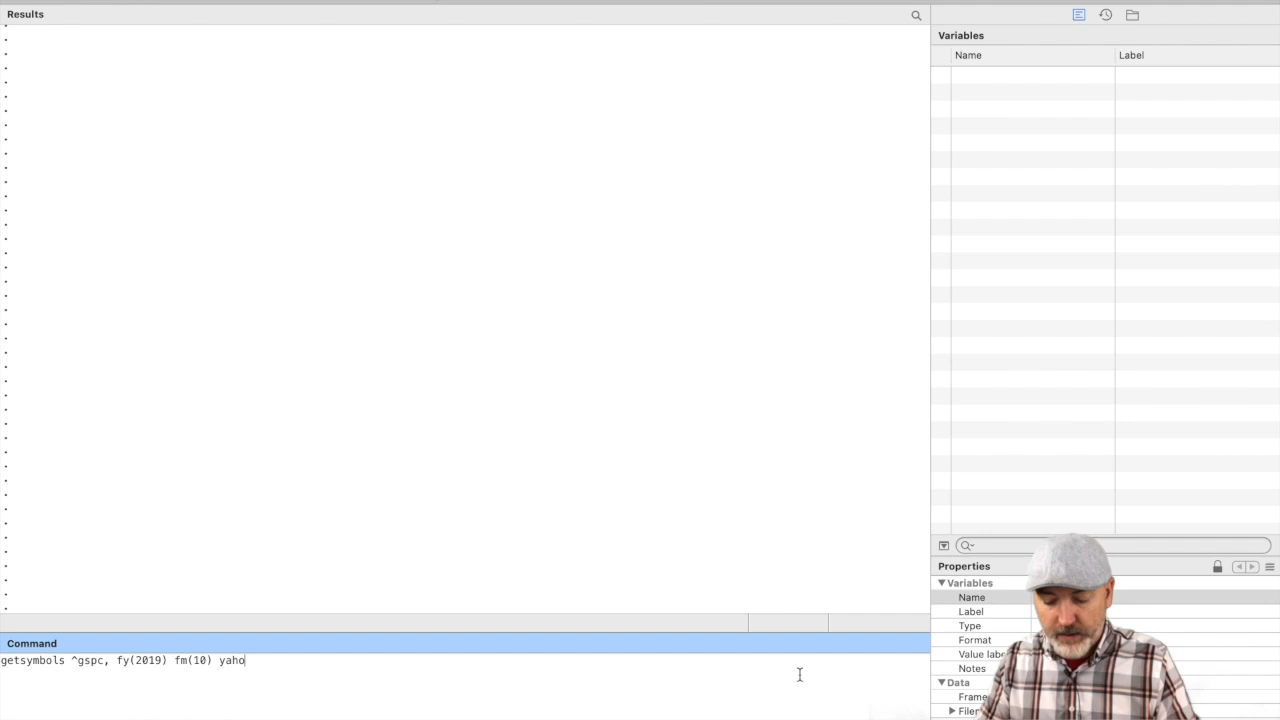 Results
Variables
Name Label
Properties
Variables
Name
Label
Type
Format
Value
Notes
Data
Command
getsymbols ^gspc, fy(2019) fm(10) yaho